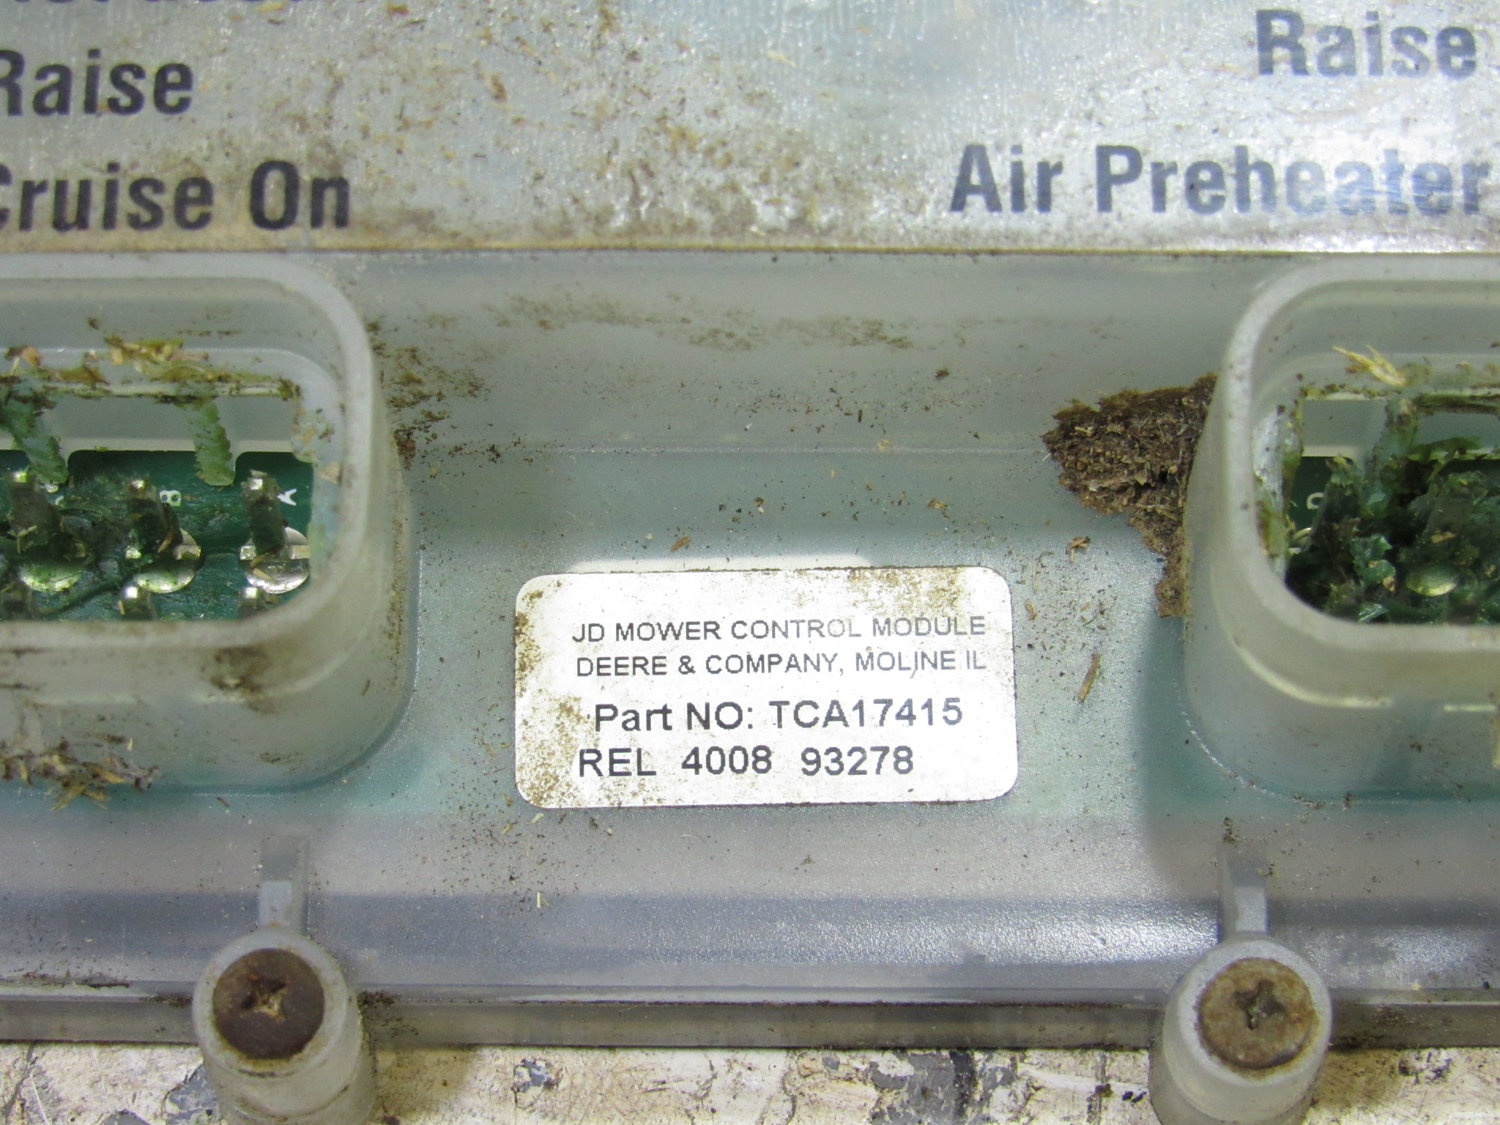 Raise
Raise
Cruise On
Air Preheater
B
A
JD MOWER CONTROL MODULE
DEERE & COMPANY, MOLINE IL
Part NO: TCA17415
REL 4008 93278